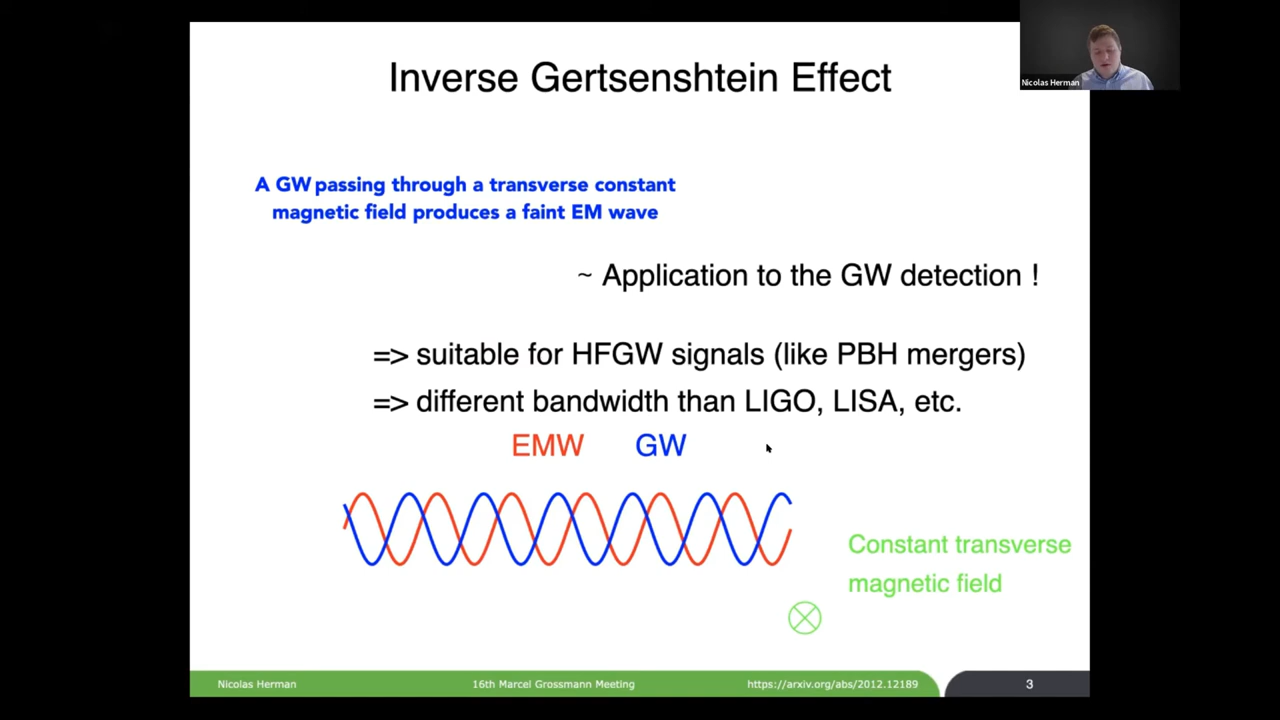 Inverse Gertsenshtein Effect
Nicolas Herman
A GW passing through a transverse constant
magnetic field produces a faint EM wave
~ Application to the GW detection !
=> suitable for HFGW signals (like PBH mergers)
=> different bandwidth than LIGO, LISA, etc.
EMW GW
Constant transverse
magnetic field
Nicolas Herman 16th Marcel Grossmann Meeting https://arxiv.org/abs/2012.12189 3